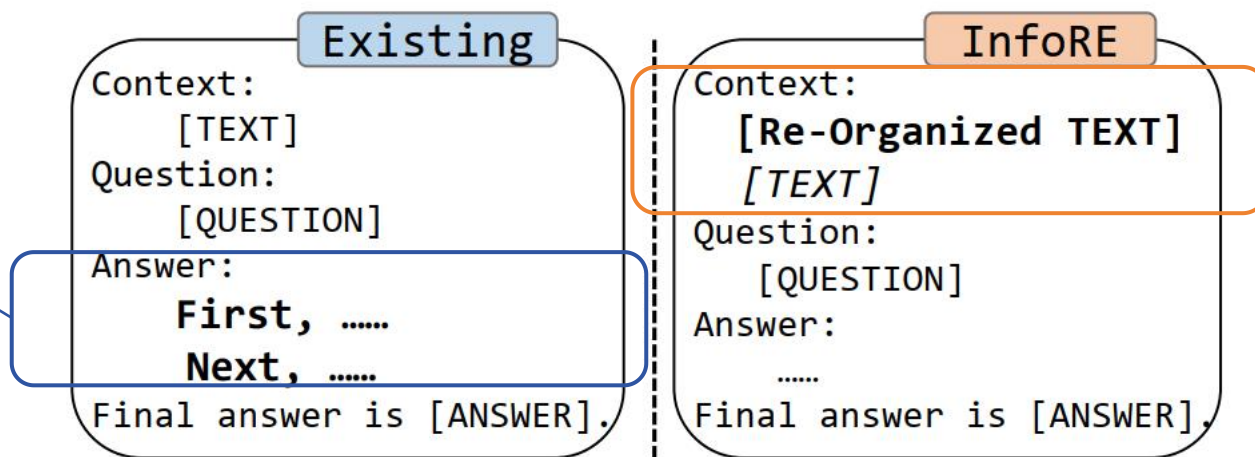 Existing
Context:
[TEXT]
Question:
[QUESTION]
Answer:
First, ......
Next, ......
Final answer is [ANSWER].
InfoRE
Context:
[Re-Organized TEXT]
[TEXT]
Question:
[QUESTION]
Answer:
......
Final answer is [ANSWER].